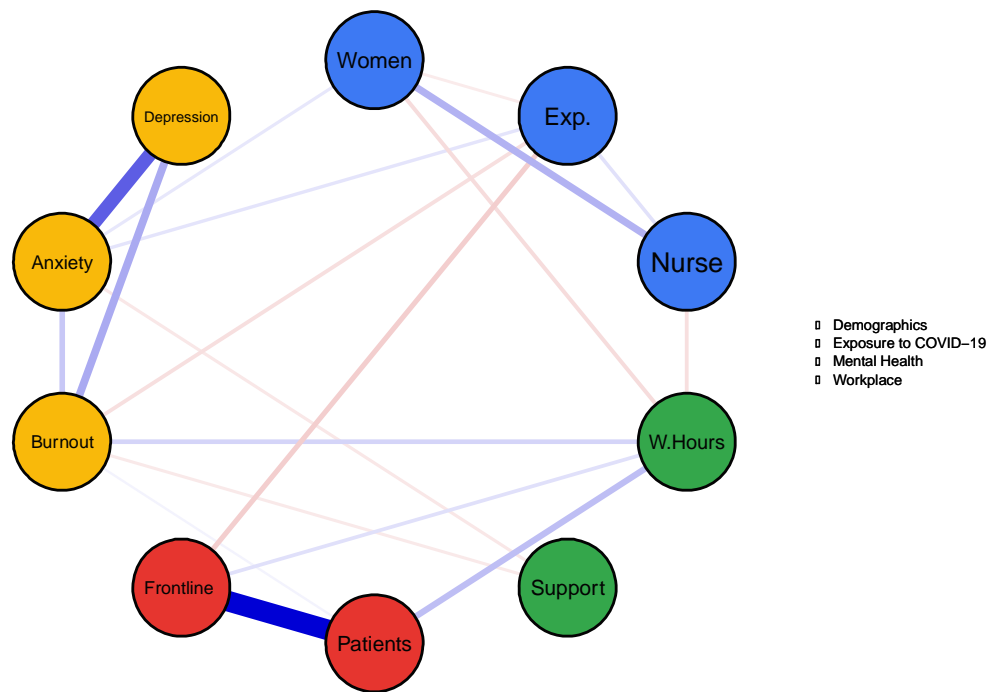 Women
Exp.
Depression
Nurse
Anxiety
Demographics
Exposure to COVID–19
Mental Health
Workplace
Burnout
W.Hours
Frontline
Support
Patients